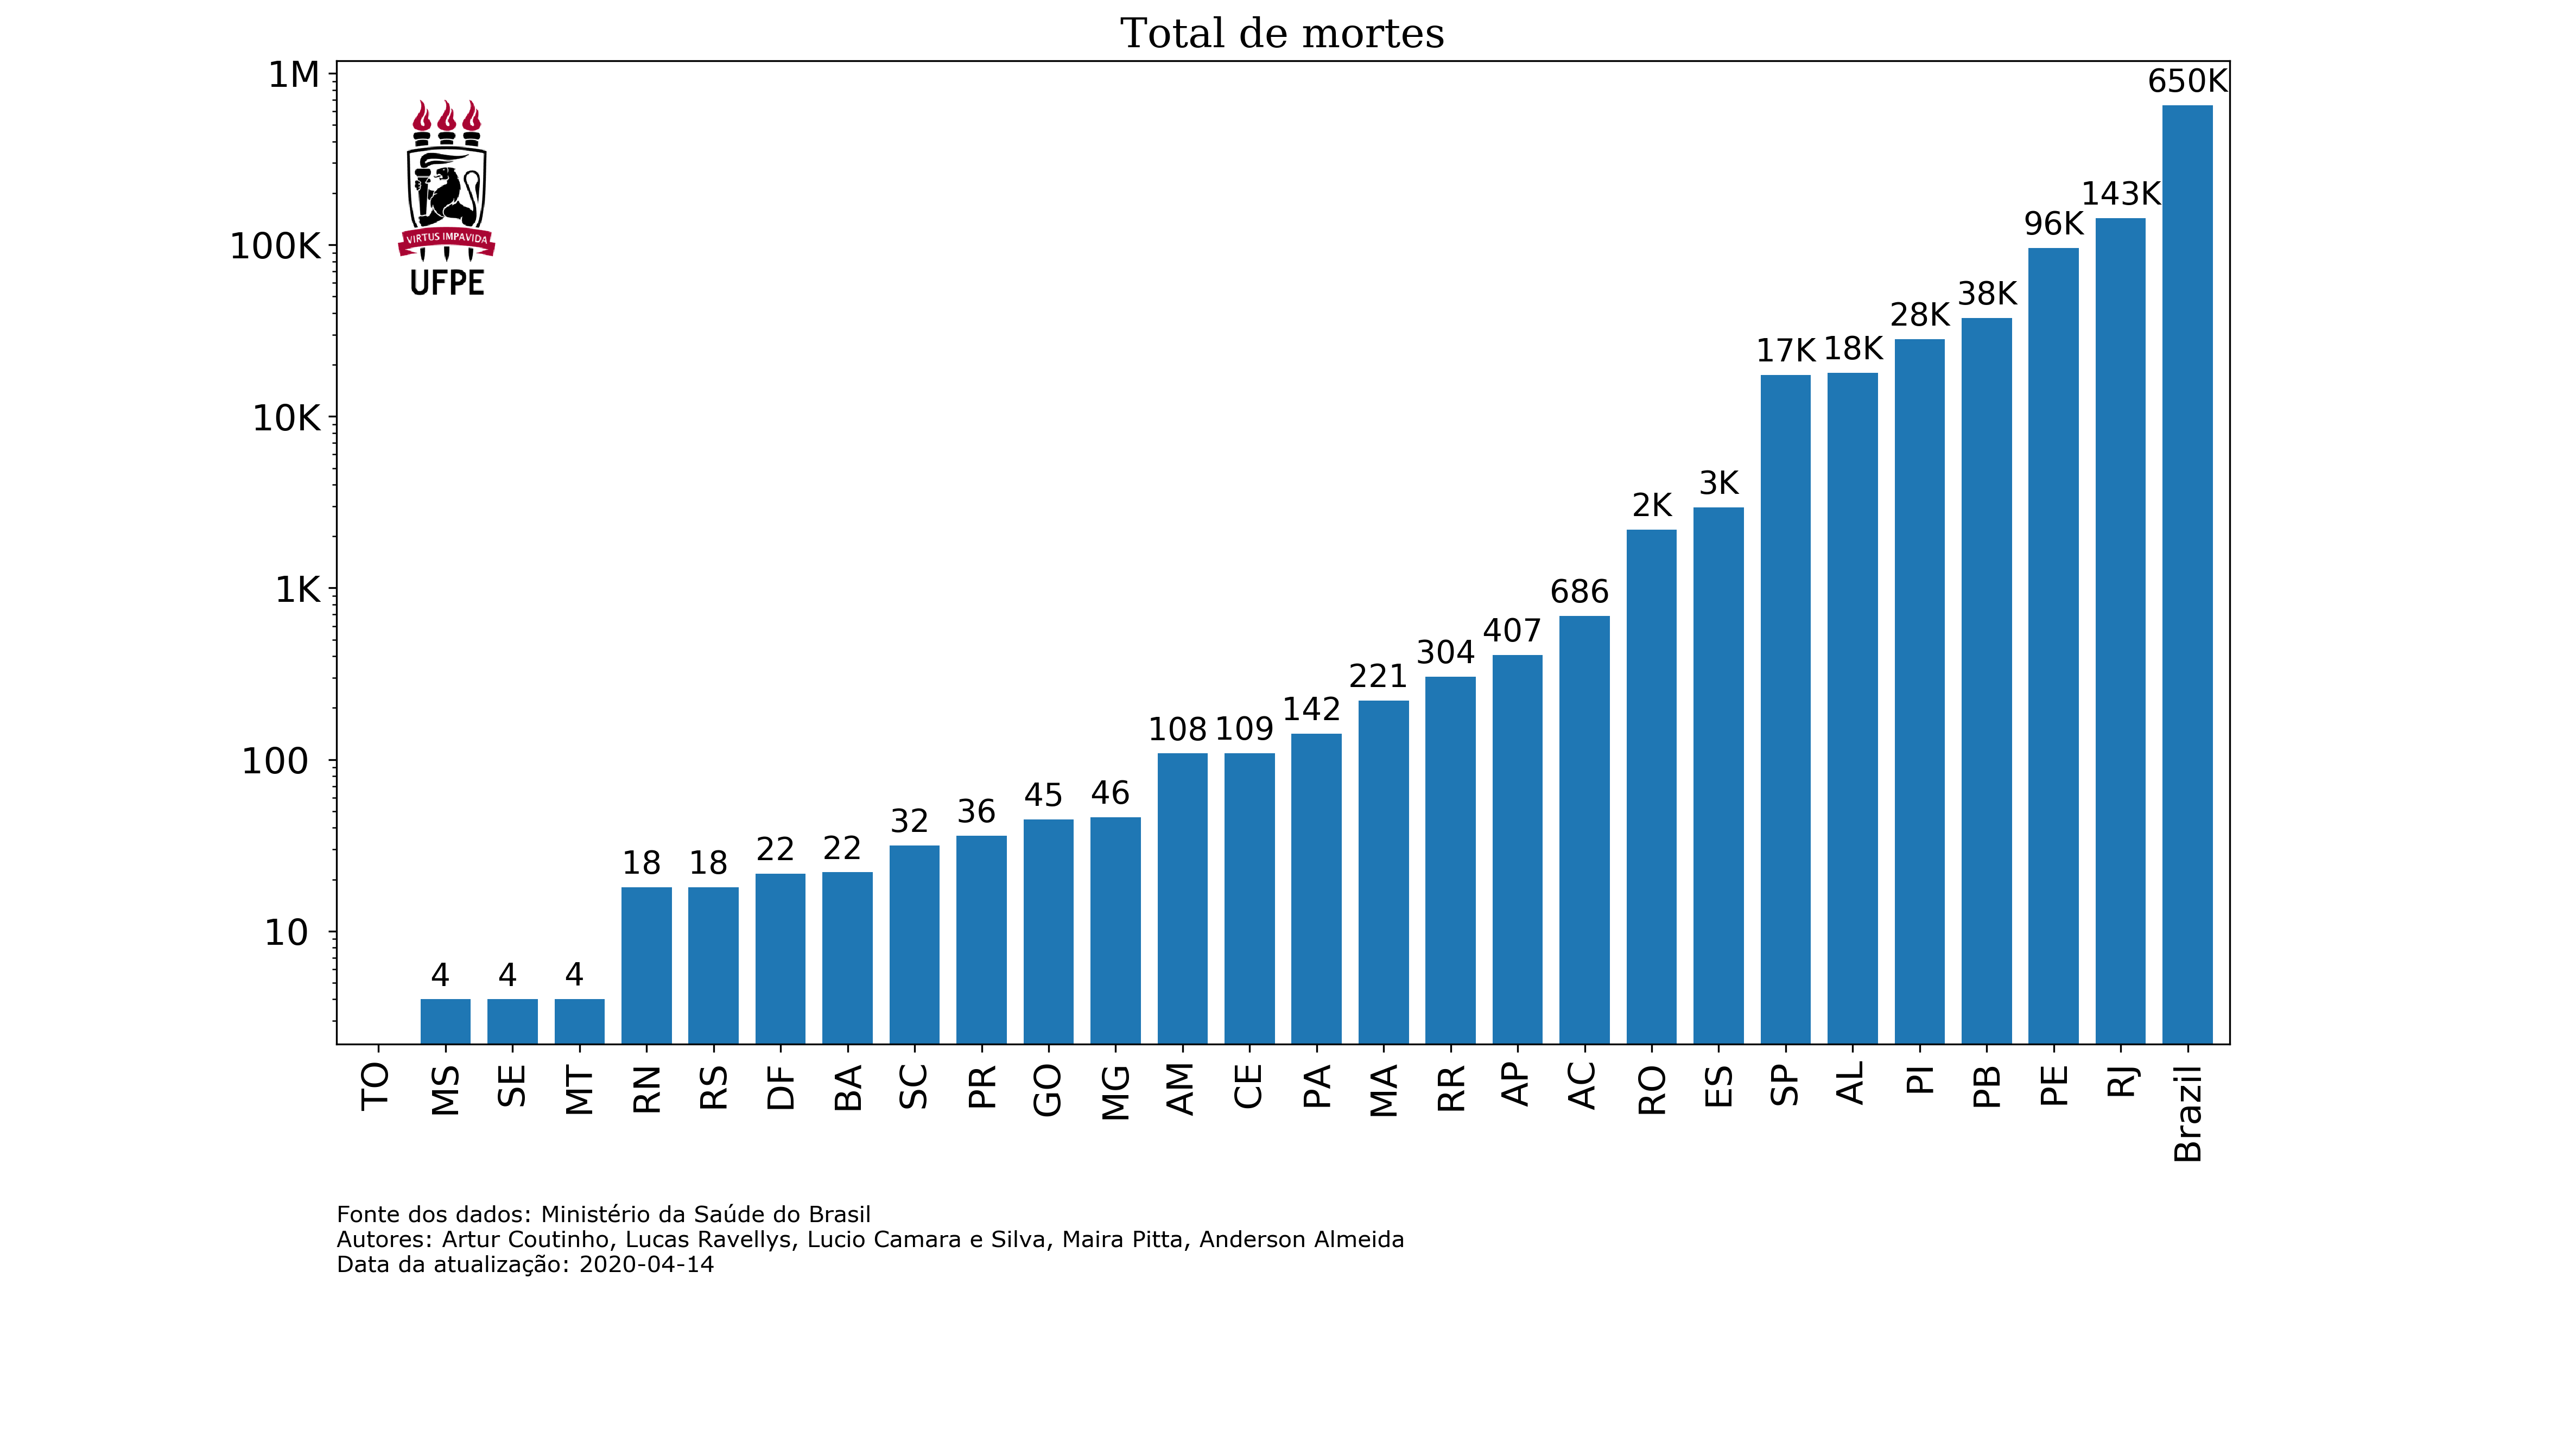 Total de mortes
1M
100K
10K
1K
100
10
VIRTUS IMPAVIDA
UFPE
4
4
4
18
18
22
22
32
36
45
46
108
109
142
221
304
407
686
2K
3K
17K
18K
28K
38K
96K
143K
650K
TO
MS
SE
MT
RN
RS
DF
BA
SC
PR
GO
MG
AM
CE
PA
MA
RR
AP
AC
RO
ES
SP
AL
PI
PB
PE
RJ
Brazil
Fonte dos dados: Ministério da Saúde do Brasil
Autores: Artur Coutinho, Lucas Ravellys, Lucio Camara e Silva, Maira Pitta, Anderson Almeida
Data da atualização: 2020-04-14